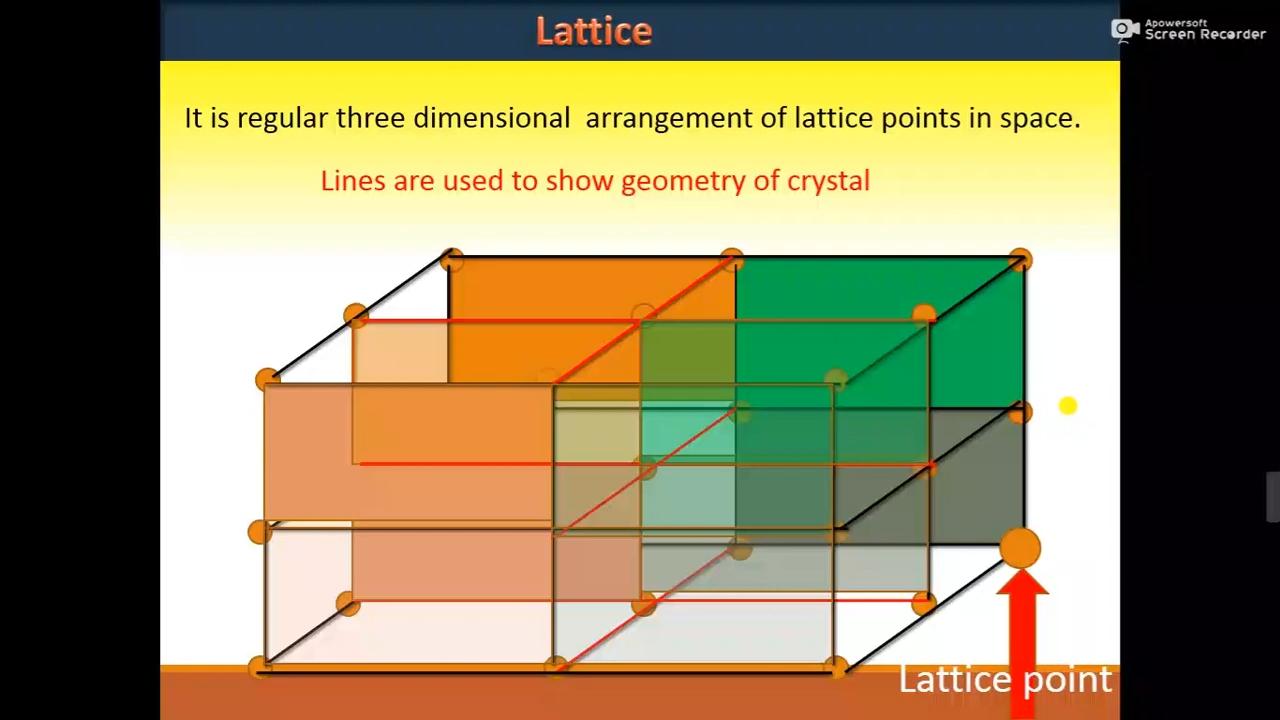 Lattice
Apowersoft
Screen Recorder
It is regular three dimensional arrangement of lattice points in space.
Lines are used to show geometry of crystal
Lattice point